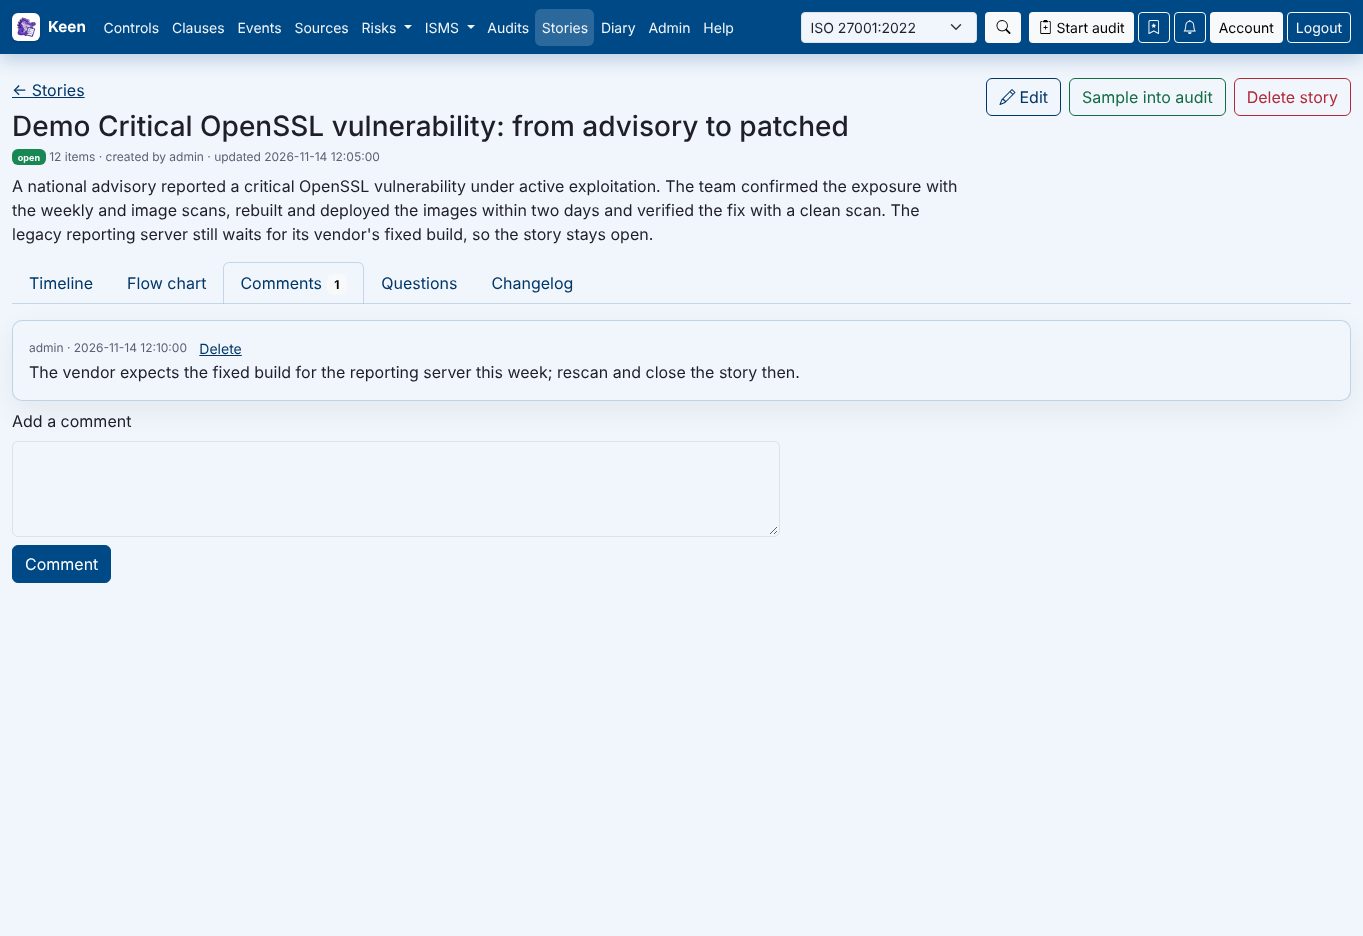 Keen Controls Clauses Events Sources Risks ISMS Audits Stories Diary Admin Help ISO 27001:2022 Start audit Account Logout
← Stories
Edit Sample into audit Delete story
Demo Critical OpenSSL vulnerability: from advisory to patched
open 12 items · created by admin · updated 2026-11-14 12:05:00
A national advisory reported a critical OpenSSL vulnerability under active exploitation. The team confirmed the exposure with
the weekly and image scans, rebuilt and deployed the images within two days and verified the fix with a clean scan. The
legacy reporting server still waits for its vendor's fixed build, so the story stays open.
Timeline Flow chart Comments 1 Questions Changelog
admin · 2026-11-14 12:10:00 Delete
The vendor expects the fixed build for the reporting server this week; rescan and close the story then.
Add a comment
Comment